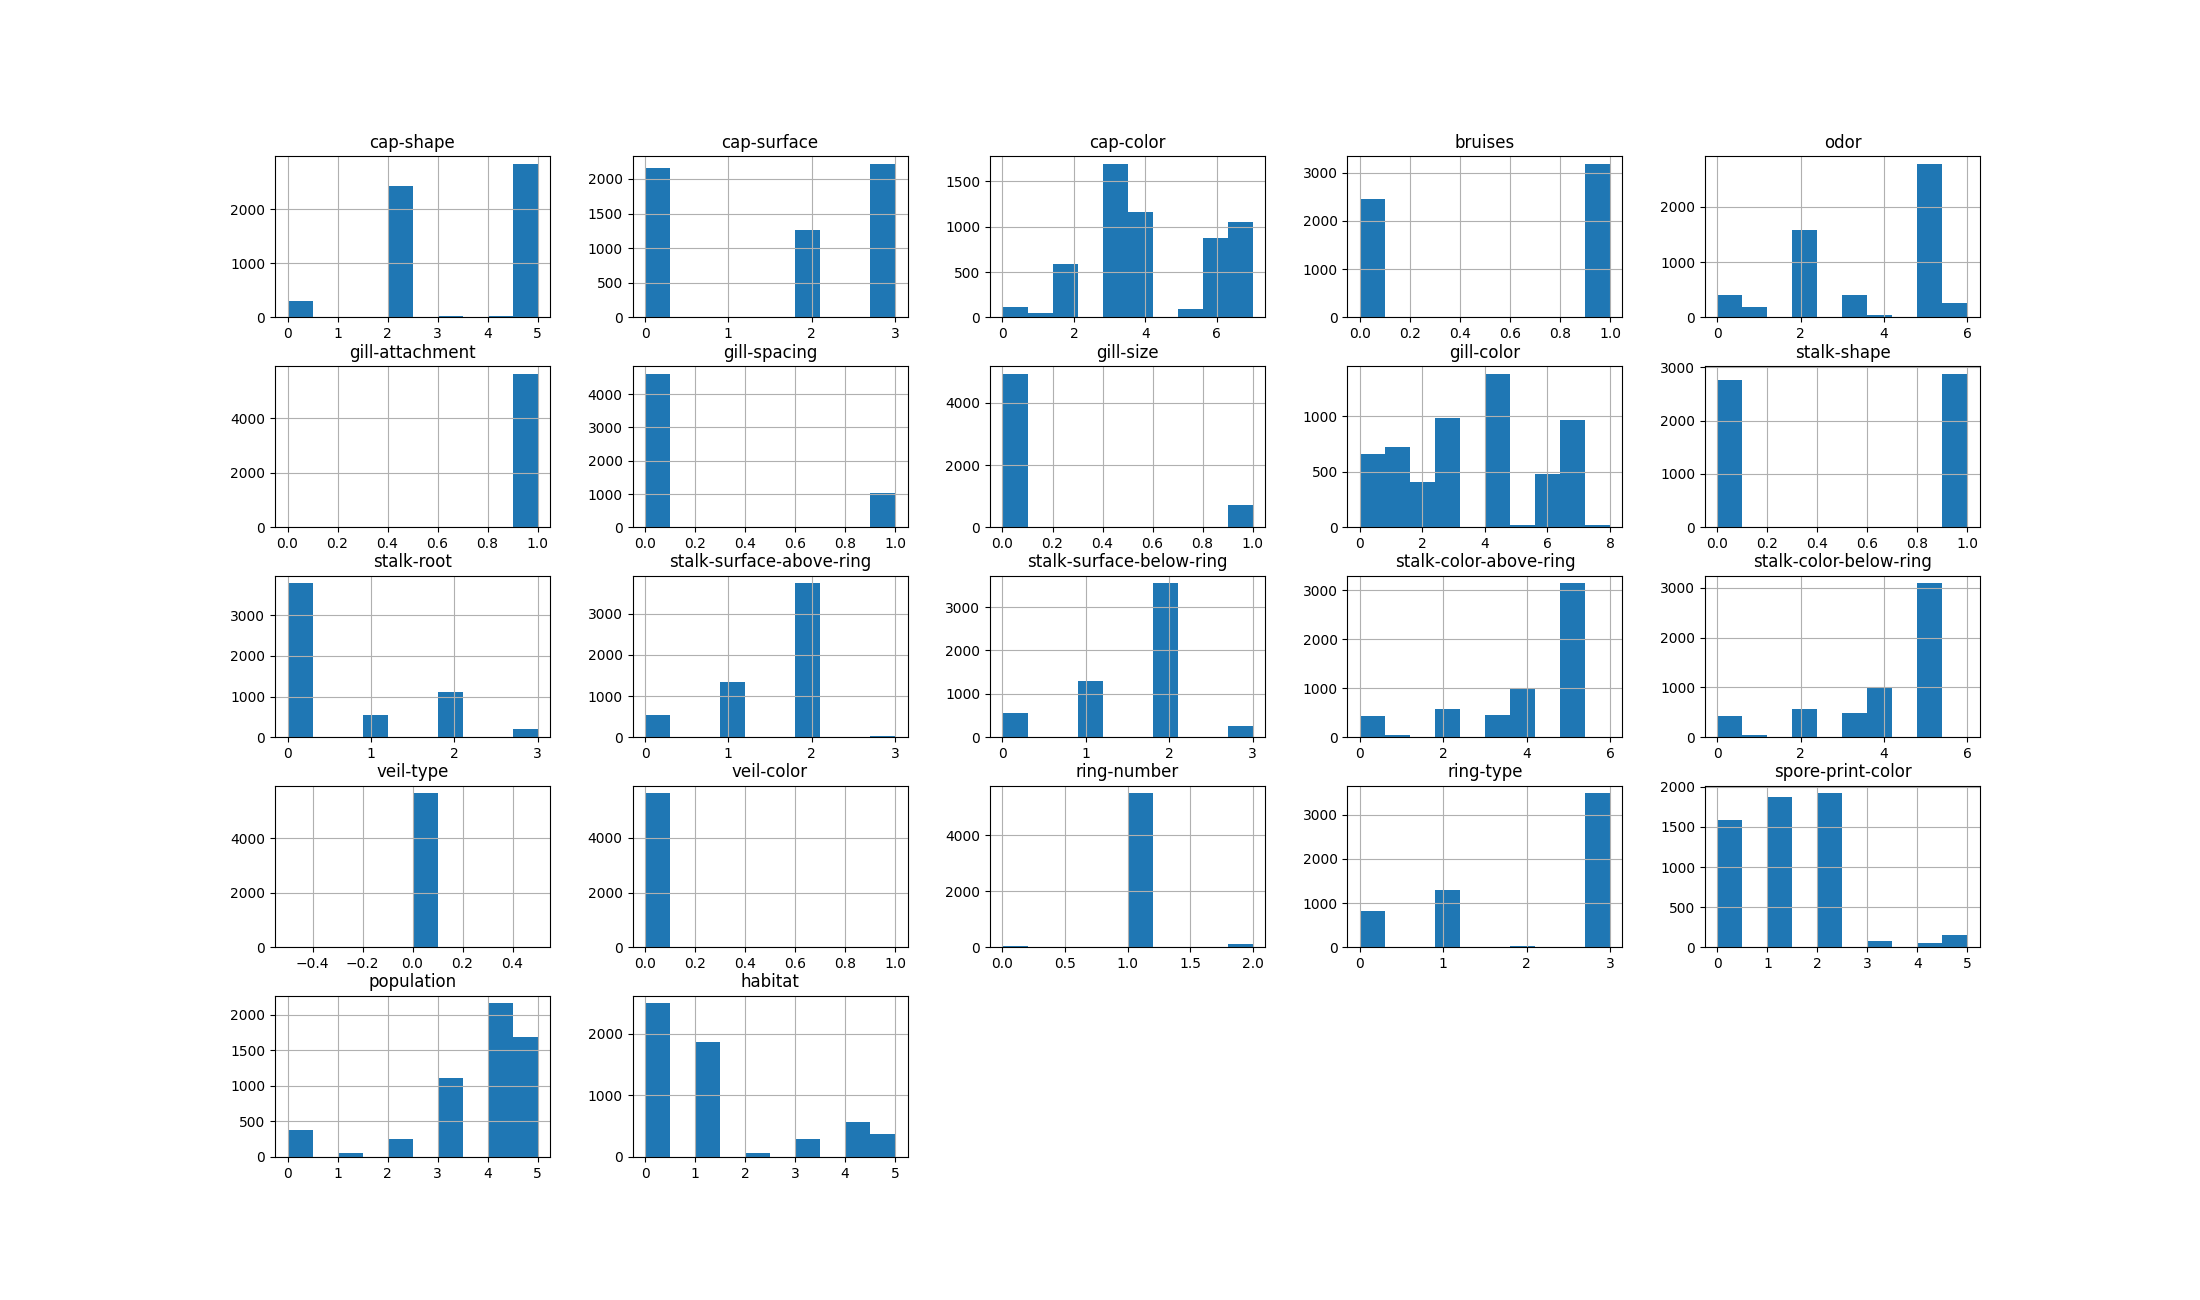 cap-shape
2000
1000
0
0 1 2 3 4 5
cap-surface
2000
1500
1000
500
0
0 1 2 3
cap-color
1500
1000
500
0
0 2 4 6
bruises
3000
2000
1000
0
0.0 0.2 0.4 0.6 0.8 1.0
odor
2000
1000
0
0 2 4 6
gill-attachment
4000
2000
0
0.0 0.2 0.4 0.6 0.8 1.0
gill-spacing
4000
3000
2000
1000
0
0.0 0.2 0.4 0.6 0.8 1.0
gill-size
4000
2000
0
0.0 0.2 0.4 0.6 0.8 1.0
gill-color
1000
500
0
0 2 4 6 8
stalk-shape
3000
2000
1000
0
0.0 0.2 0.4 0.6 0.8 1.0
stalk-root
3000
2000
1000
0
0 1 2 3
stalk-surface-above-ring
3000
2000
1000
0
0 1 2 3
stalk-surface-below-ring
3000
2000
1000
0
0 1 2 3
stalk-color-above-ring
3000
2000
1000
0
0 2 4 6
stalk-color-below-ring
3000
2000
1000
0
0 2 4 6
veil-type
4000
2000
0
−0.4 −0.2 0.0 0.2 0.4
veil-color
4000
2000
0
0.0 0.2 0.4 0.6 0.8 1.0
ring-number
4000
2000
0
0.0 0.5 1.0 1.5 2.0
ring-type
3000
2000
1000
0
0 1 2 3
spore-print-color
2000
1500
1000
500
0
0 1 2 3 4 5
population
2000
1500
1000
500
0
0 1 2 3 4 5
habitat
2000
1000
0
0 1 2 3 4 5